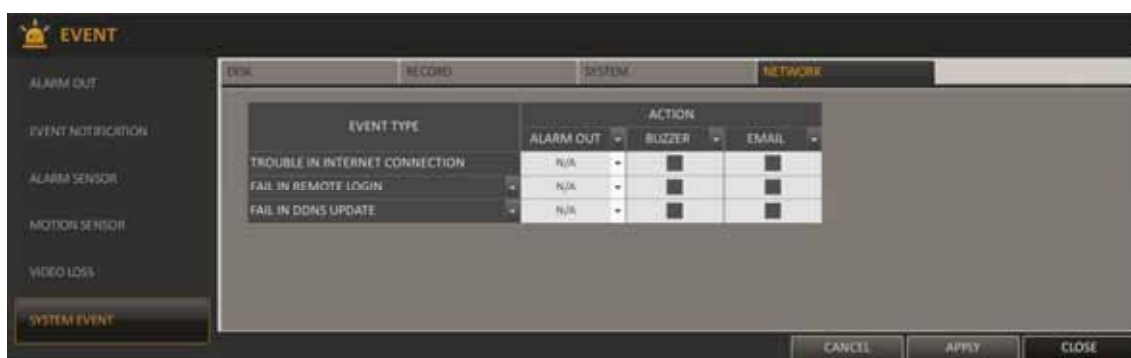 EVENT
ALARM OUT
EVENT NOTIFICATION
ALARM SENSOR
MOTION SENSOR
VIDEO LOSS
SYSTEM EVENT
DISK RECORD SYSTEM NETWORK
EVENT TYPE ACTION
ALARM OUT BUZZER EMAIL
TROUBLE IN INTERNET CONNECTION N/A
FAIL IN REMOTE LOGIN N/A
FAIL IN DDNS UPDATE N/A
CANCEL APPLY CLOSE